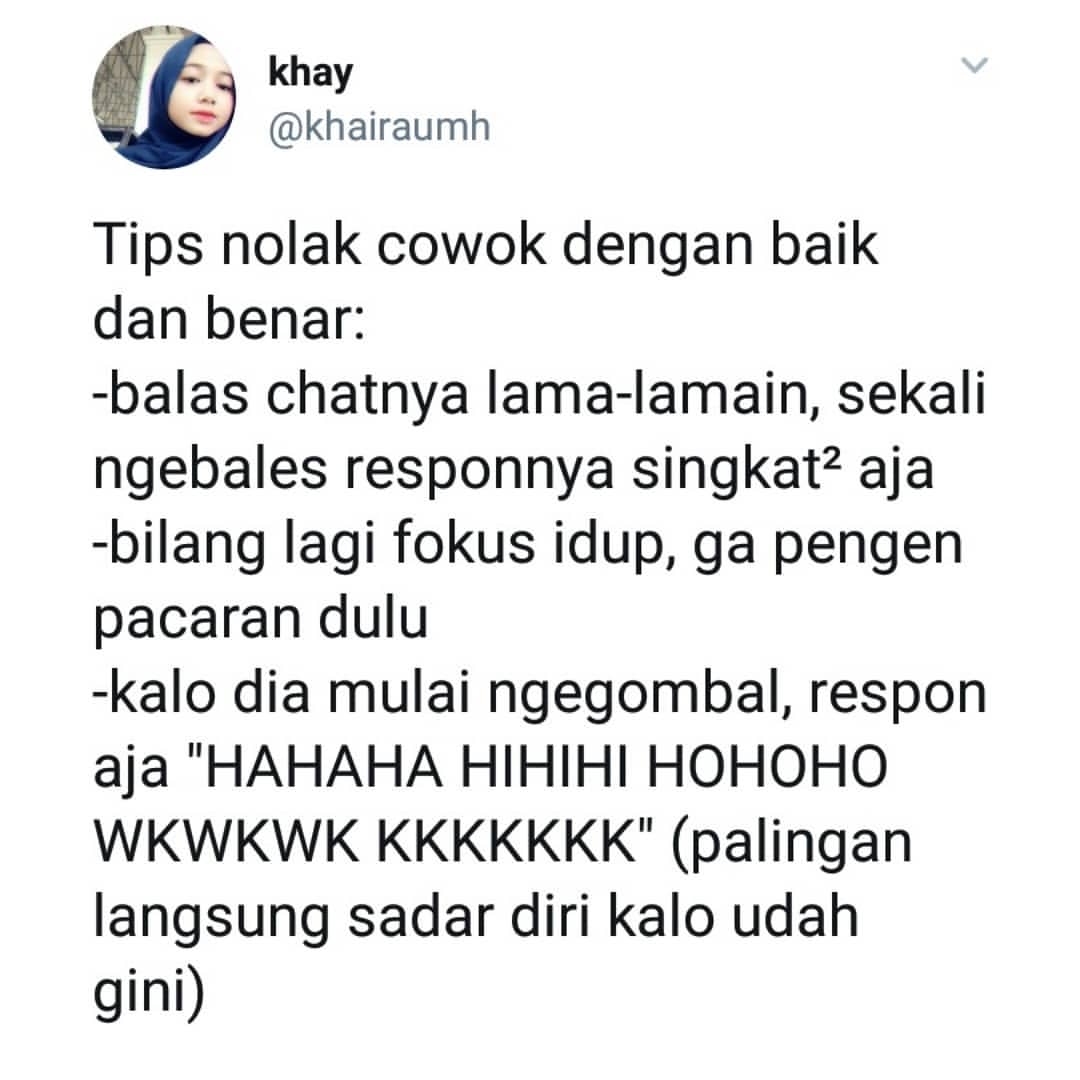 khay
@khairaumh
Tips nolak cowok dengan baik
dan benar:
-balas chatnya lama-lamain, sekali
ngebales responnya singkat² aja
-bilang lagi fokus idup, ga pengen
pacaran dulu
-kalo dia mulai ngegombal, respon
aja "HAHAHA HIHIHI HOHOHO
WKWKWK KKKKKKK" (palingan
langsung sadar diri kalo udah
gini)